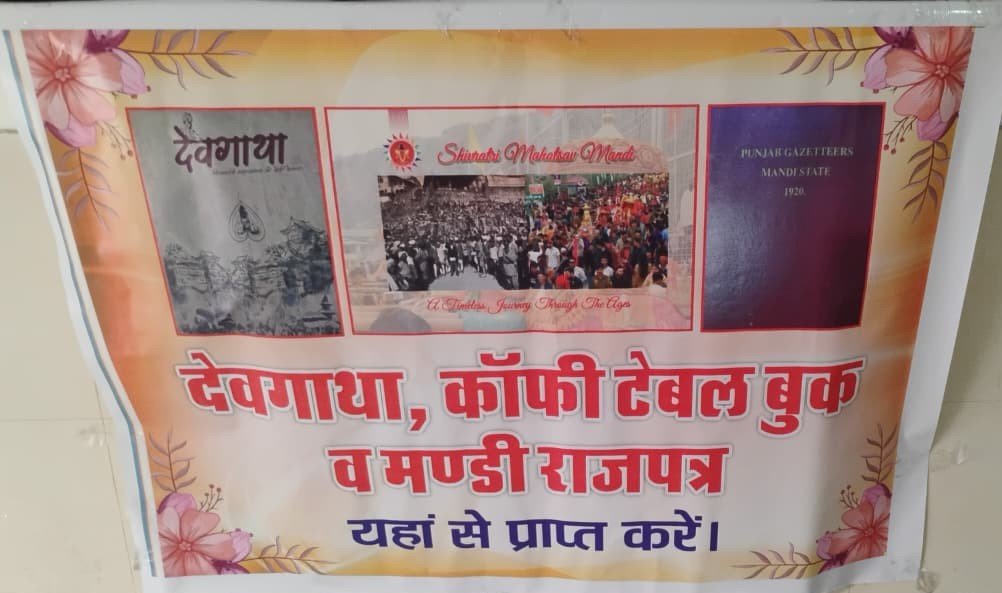 देवगाथा
Shivratri Mahotsav Mandi
A Timeless Journey Through The Ages
PUNJAB GAZETTEERS
MANDI STATE
1920.
देवगाथा, कॉफी टेबल बुक
व मण्डी राजपत्र
यहां से प्राप्त करें।